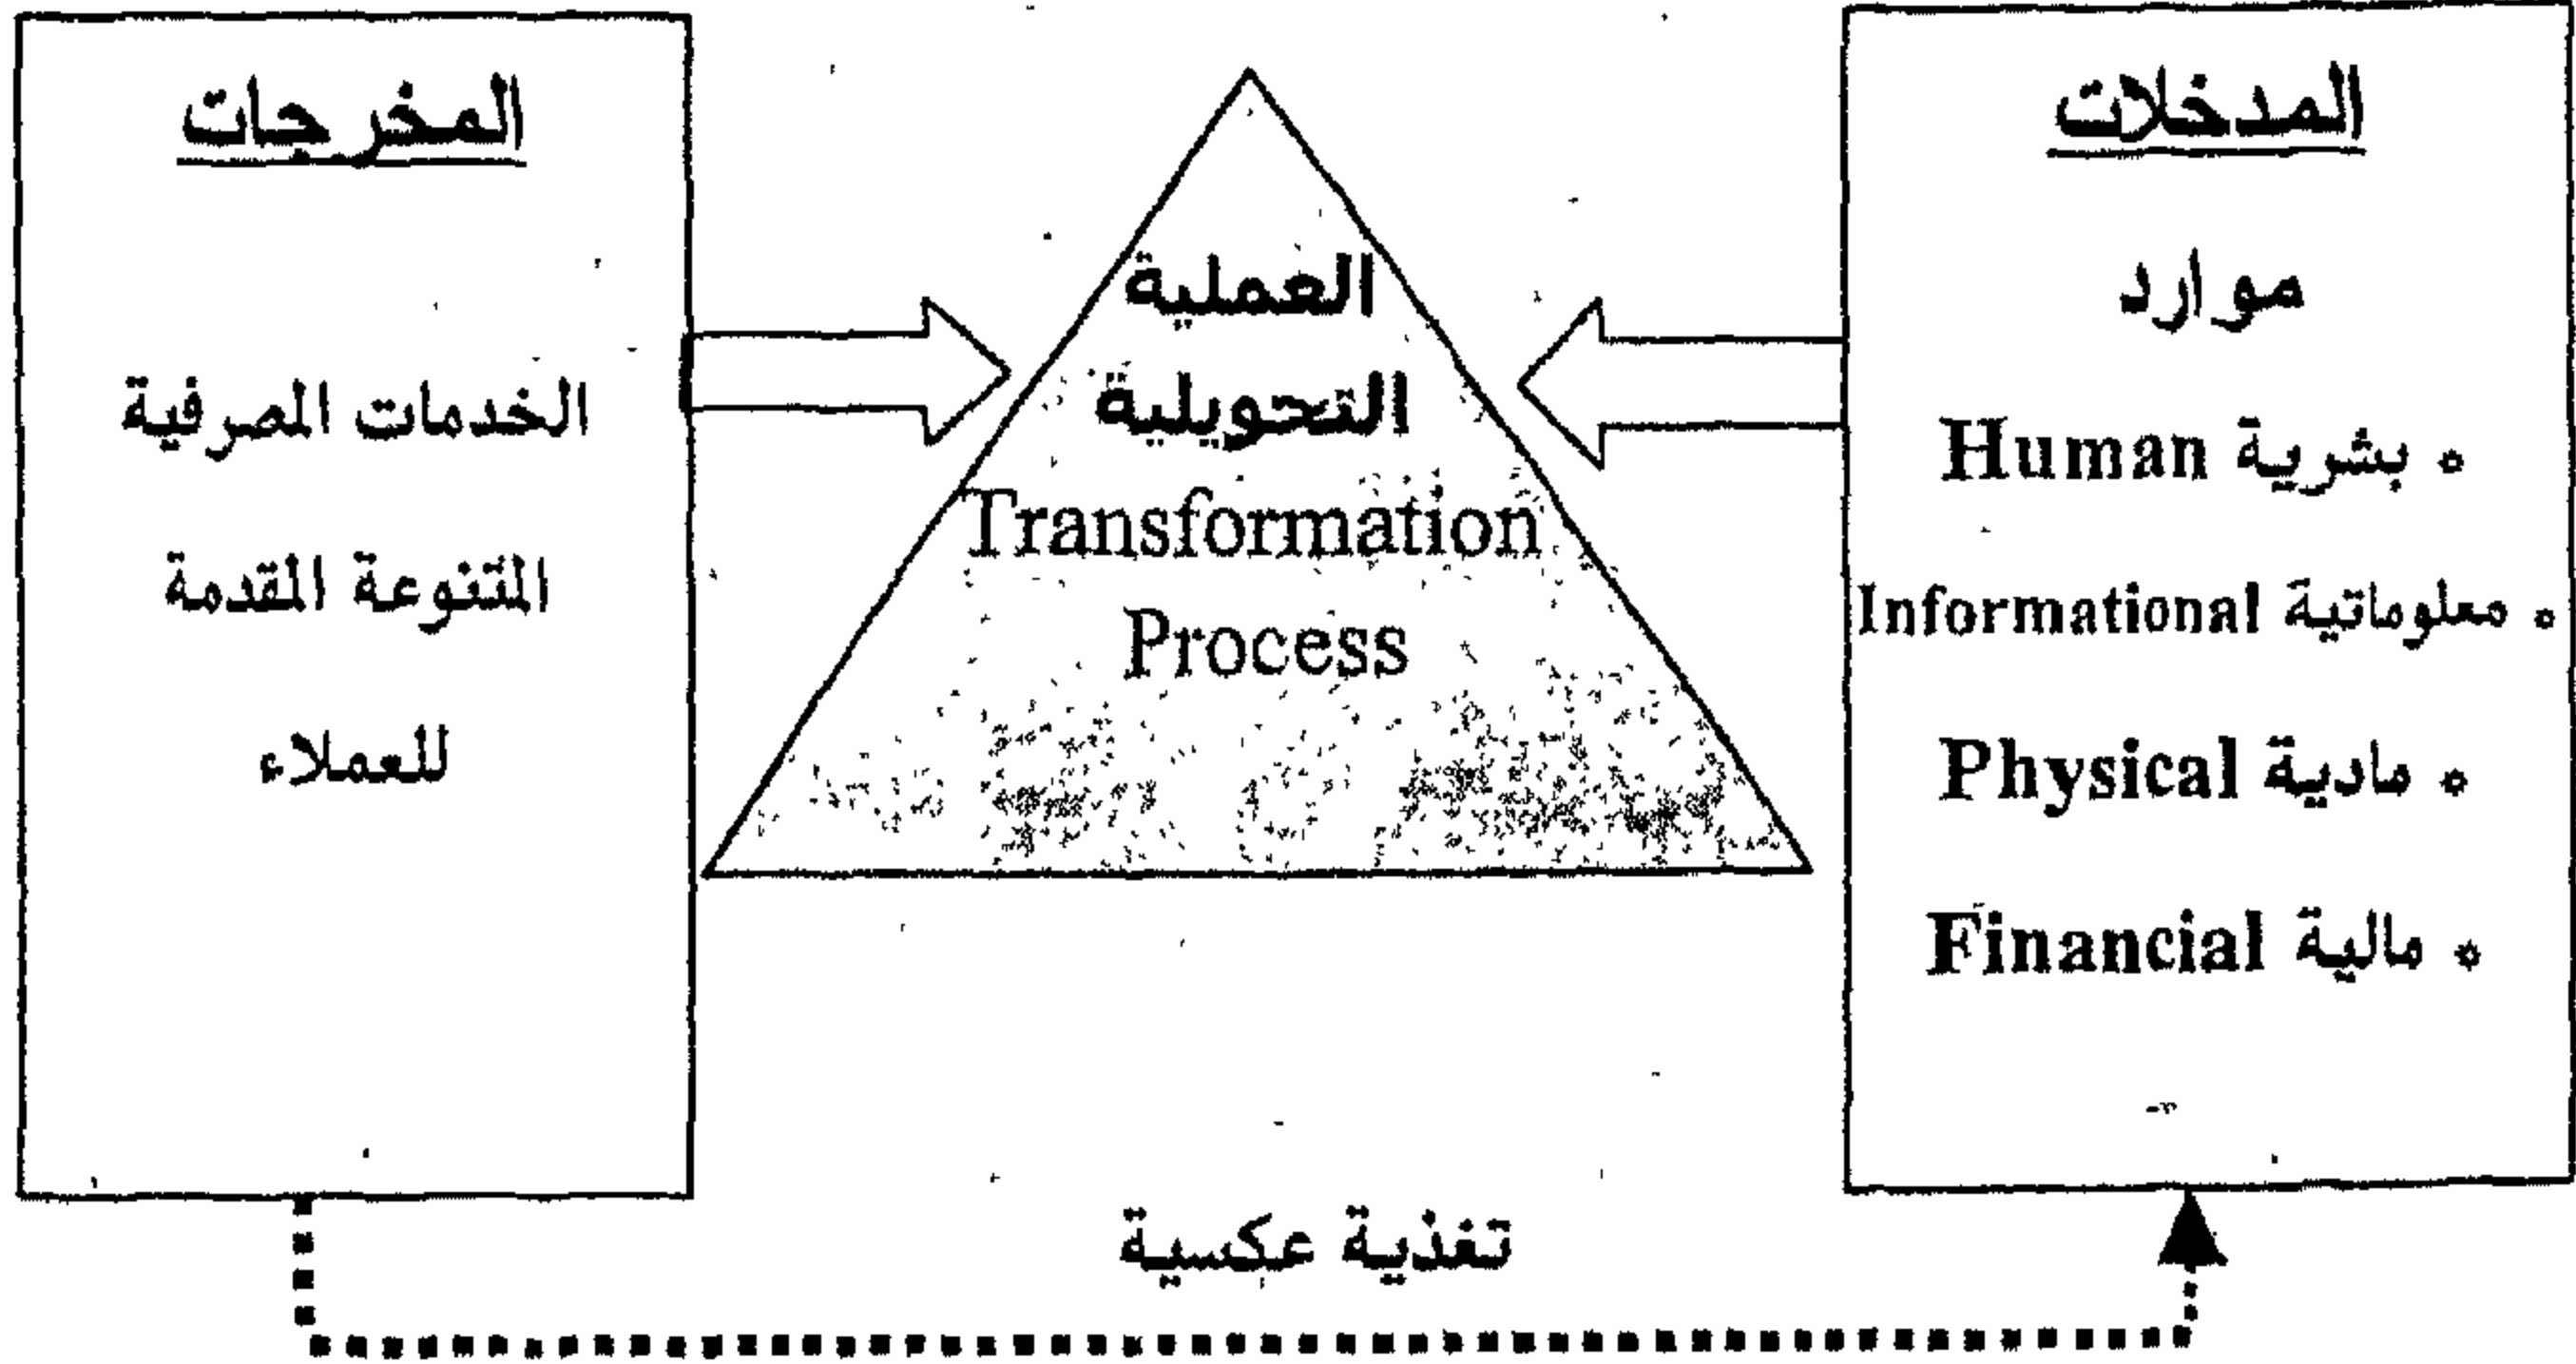 المدخلات
موارد
• بشرية Human
• معلوماتية Informational
• مادية Physical
• مالية Financial
العملية
التحويلية
Transformation
Process
المخرجات
الخدمات المصرفية
المتنوعة المقدمة
للعملاء
تغذية عكسية